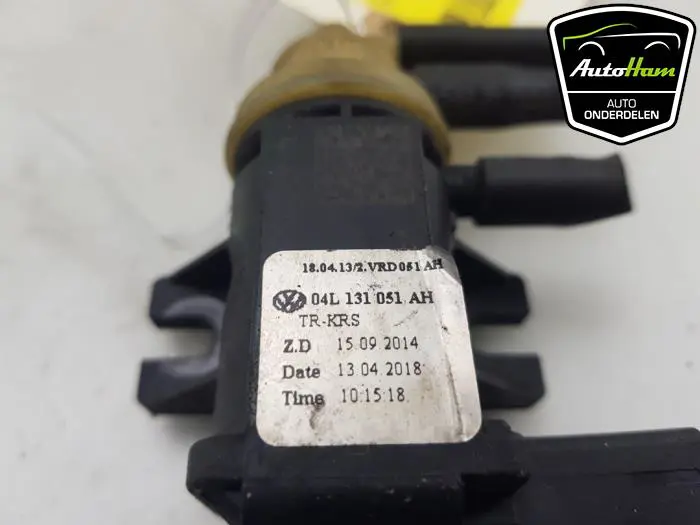 AutoHam
AUTO
ONDERDELEN
18.04.13/2.VRD051 AH
04L 131 051 AH
TR-KRS
Z.D 15.09.2014
Date 13.04.2018
Time 10:15:18